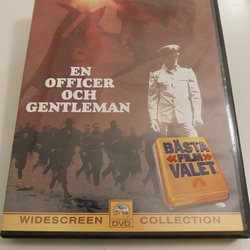 EN
OFFICER
OCH
GENTLEMAN
BÄSTA
«FILM»
VALET
WIDESCREEN
DVD
COLLECTION